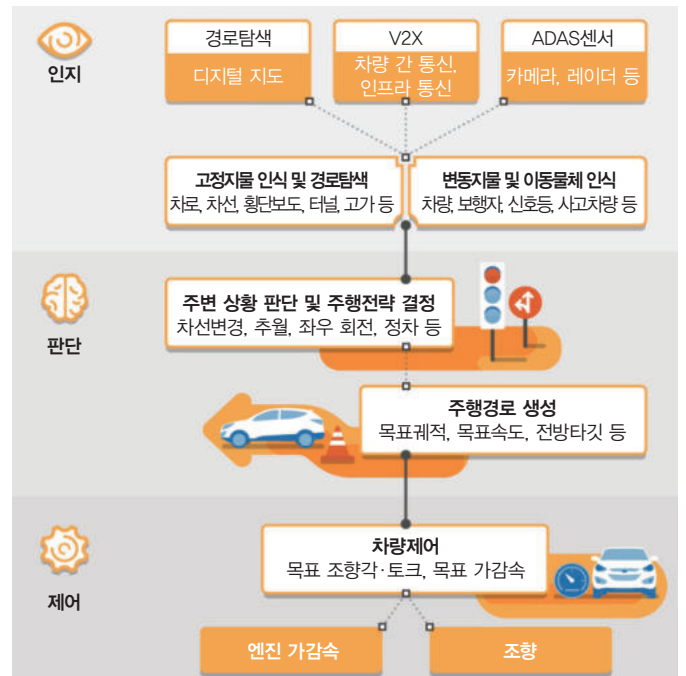 인지
경로탐색
디지털 지도
V2X
차량 간 통신,
인프라 통신
ADAS센서
카메라, 레이더 등
고정지물 인식 및 경로탐색
차로, 차선, 횡단보도, 터널, 고가 등
변동지물 및 이동물체 인식
차량, 보행자, 신호등, 사고차량 등
판단
주변 상황 판단 및 주행전략 결정
차선변경, 추월, 좌우 회전, 정차 등
주행경로 생성
목표궤적, 목표속도, 전방타깃 등
제어
차량제어
목표 조향각·토크, 목표 가감속
엔진 가감속
조향